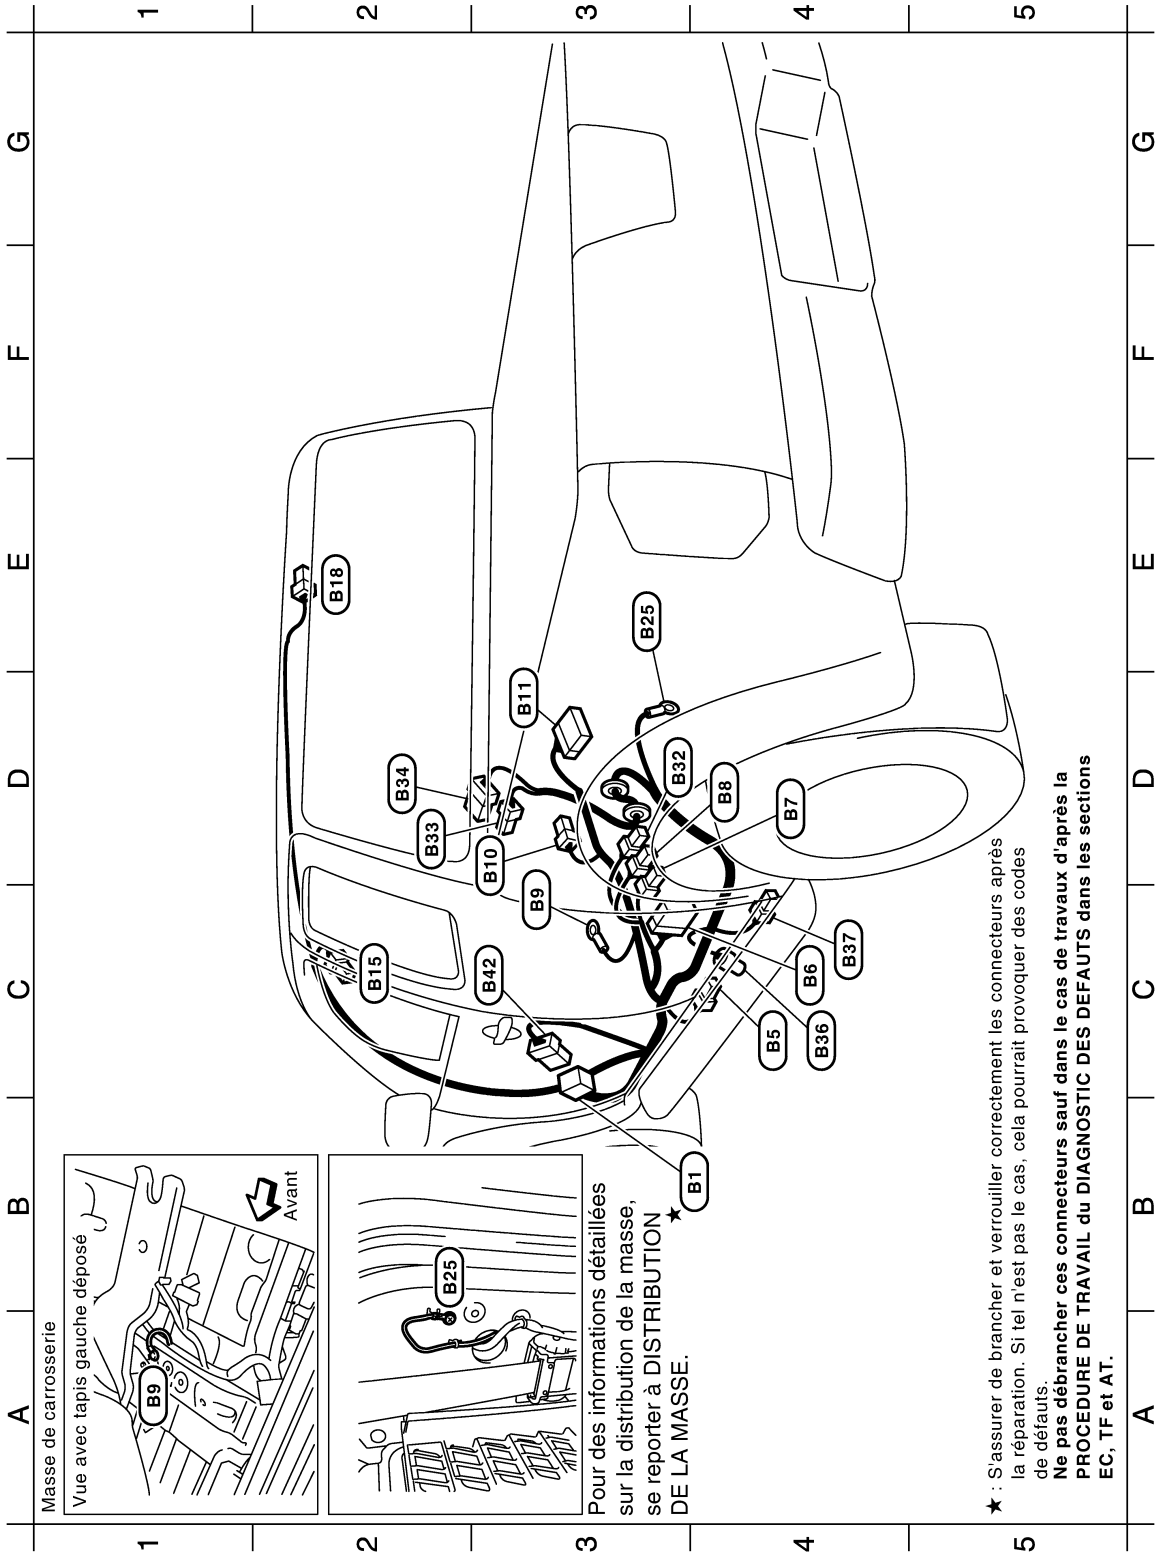 G
F
E
D
C
B
A
1
2
3
4
5
Masse de carrosserie
Vue avec tapis gauche déposé
B9
Avant
B25
Pour des informations détaillées
sur la distribution de la masse,
se reporter à DISTRIBUTION
DE LA MASSE.
B18
B15
B34
B33
B11
B10
B9
B42
B25
B32
B8
B7
B37
B6
B36
B5
B1 ★
★ : S'assurer de brancher et verrouiller correctement les connecteurs après
la réparation. Si tel n'est pas le cas, cela pourrait provoquer des codes
de défauts.
Ne pas débrancher ces connecteurs sauf dans le cas de travaux d'après la
PROCEDURE DE TRAVAIL du DIAGNOSTIC DES DEFAUTS dans les sections
EC, TF et AT.
1
2
3
4
5
G
F
E
D
C
B
A